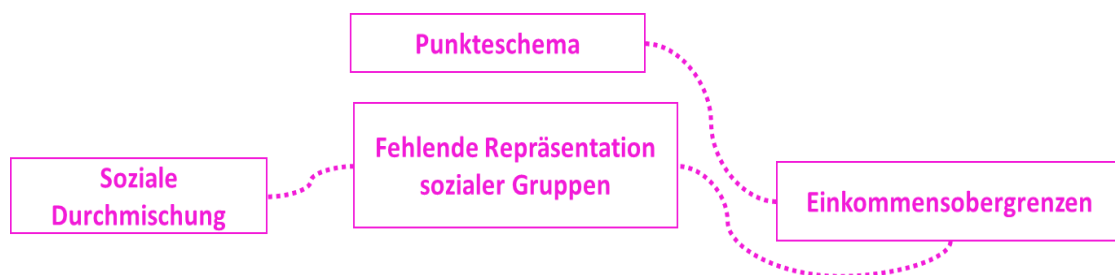 Punkteschema
Fehlende Repräsentation
sozialer Gruppen
Soziale
Durchmischung
Einkommensobergrenzen